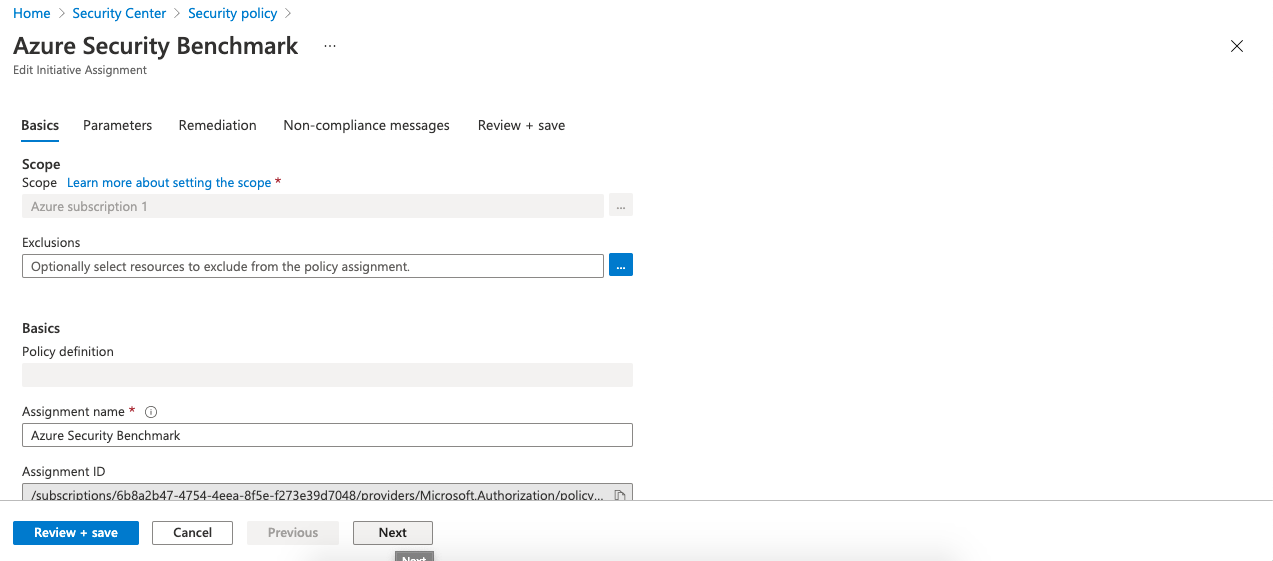 Home > Security Center > Security policy >
Azure Security Benchmark ...
Edit Initiative Assignment
Basics Parameters Remediation Non-compliance messages Review + save
Scope
Scope Learn more about setting the scope *
Azure subscription 1 ...
Exclusions
Optionally select resources to exclude from the policy assignment. ...
Basics
Policy definition
Assignment name *
Azure Security Benchmark
Assignment ID
/subscriptions/6b8a2b47-4754-4eea-8f5e-f273e39d7048/providers/Microsoft.Authorization/policy...
Review + save Cancel Previous Next
Next